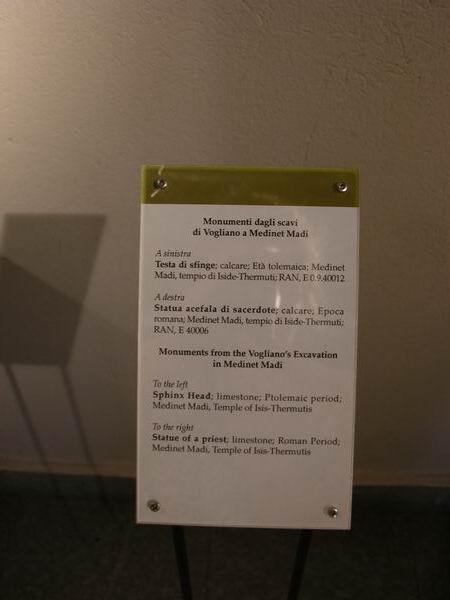 Monumenti dagli scavi
di Vogliano a Medinet Madi
A sinistra
Testa di sfinge; calcare; Età tolemaica; Medinet
Madi, tempio di Iside-Thermuti; RAN, E 0.9.40012
A destra
Statua acefala di sacerdote; calcare; Epoca
romana; Medinet Madi, tempio di Iside-Thermuti;
RAN, E 40006
Monuments from the Vogliano's Excavation
in Medinet Madi
To the left
Sphinx Head; limestone; Ptolemaic period;
Medinet Madi, Temple of Isis-Thermutis
To the right
Statue of a priest; limestone; Roman Period;
Medinet Madi, Temple of Isis-Thermutis